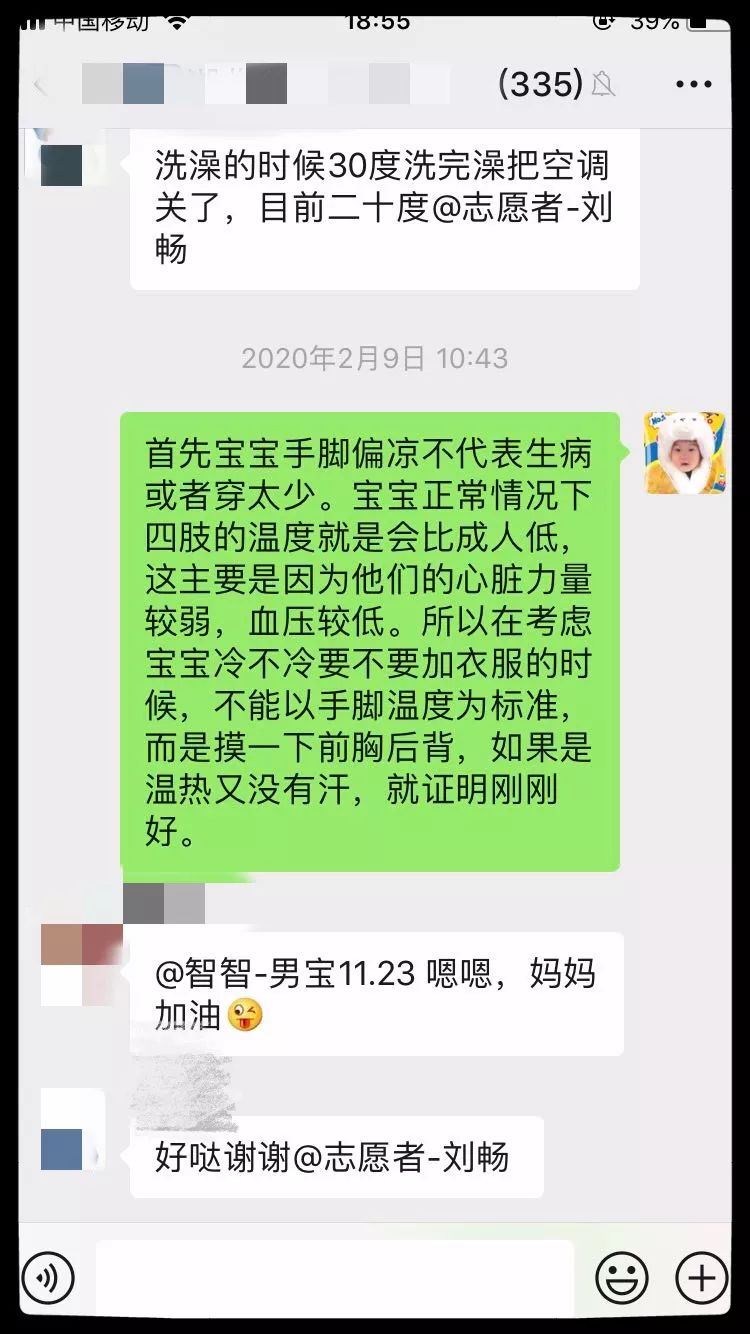 中国移动 18:55 39%
(335)
洗澡的时候30度洗完澡把空调
关了，目前二十度@志愿者-刘
畅
2020年2月9日 10:43
首先宝宝手脚偏凉不代表生病
或者穿太少。宝宝正常情况下
四肢的温度就是会比成人低，
这主要是因为他们的心脏力量
较弱，血压较低。所以在考虑
宝宝冷不冷要不要加衣服的时
候，不能以手脚温度为标准，
而是摸一下前胸后背，如果是
温热又没有汗，就证明刚刚
好。
@智智-男宝11.23 嗯嗯，妈妈
加油😜
好哒谢谢@志愿者-刘畅